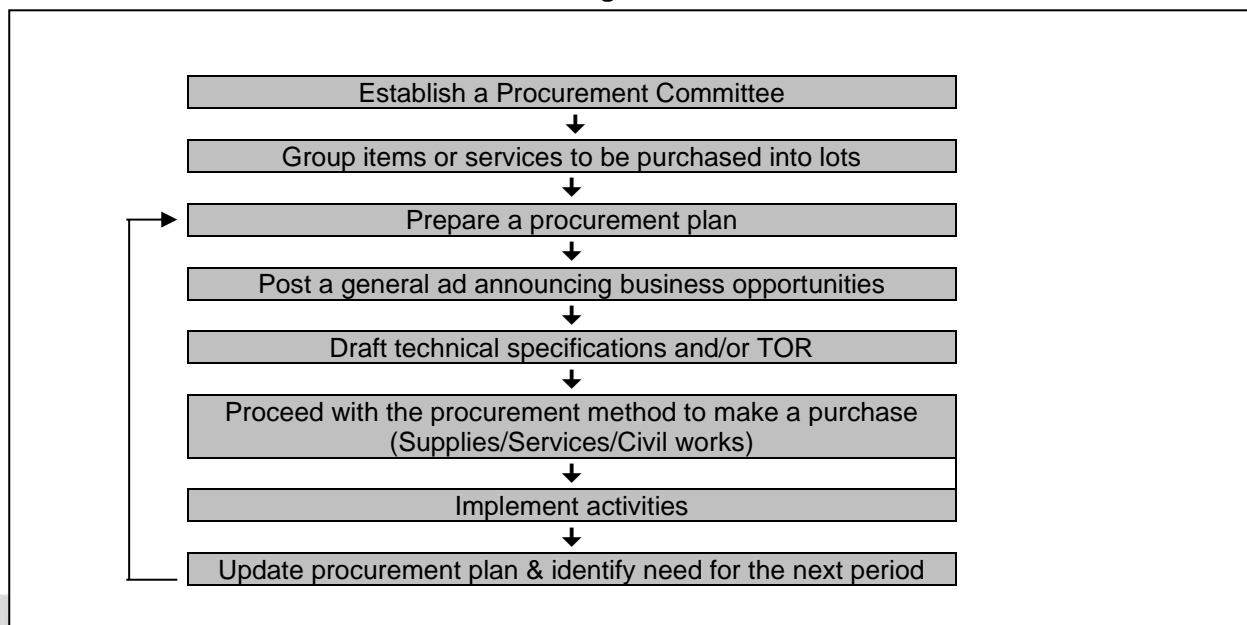 Establish a Procurement Committee
Group items or services to be purchased into lots
Prepare a procurement plan
Post a general ad announcing business opportunities
Draft technical specifications and/or TOR
Proceed with the procurement method to make a purchase
(Supplies/Services/Civil works)
Implement activities
Update procurement plan & identify need for the next period